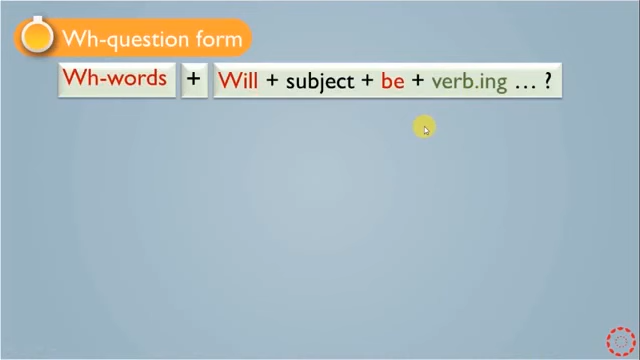 Wh-question form
Wh-words + Will + subject + be + verb.ing … ?